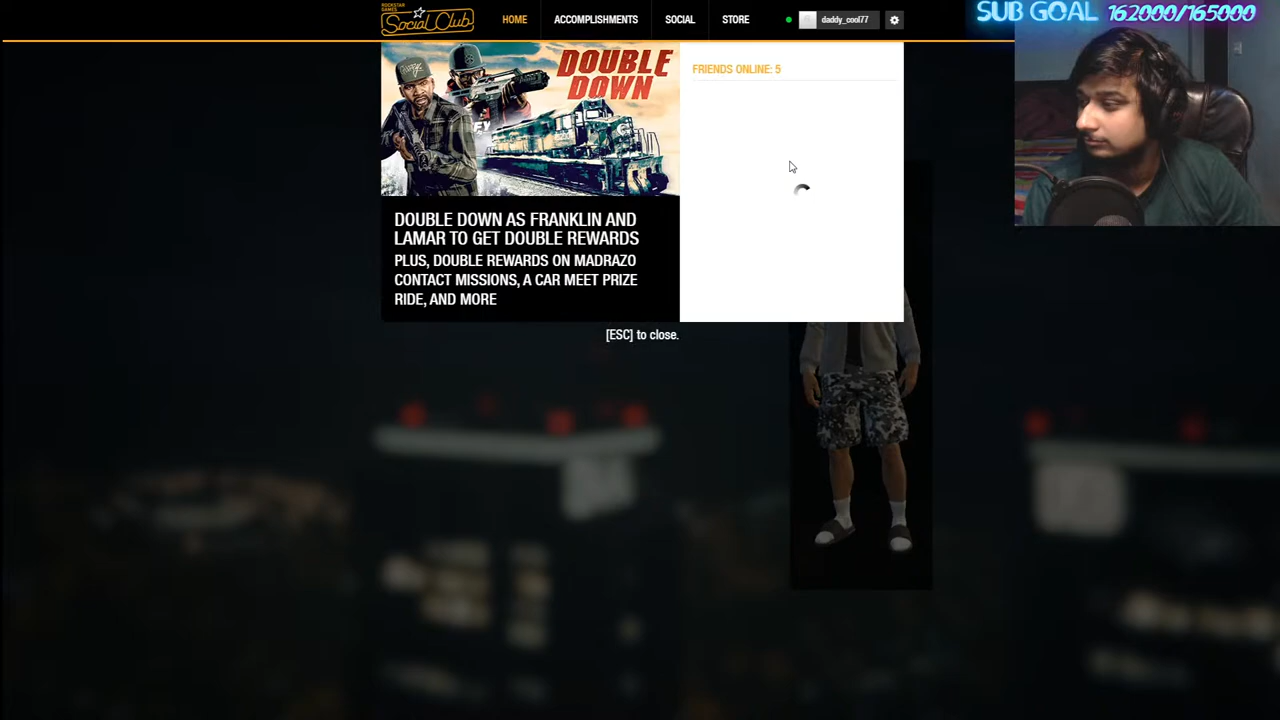 ROCKSTAR
GAMES
Social Club
HOME
ACCOMPLISHMENTS
SOCIAL
STORE
daddy_cool77
SUB GOAL 162000/165000
DOUBLE
DOWN
FRIENDS ONLINE: 5
DOUBLE DOWN AS FRANKLIN AND
LAMAR TO GET DOUBLE REWARDS
PLUS, DOUBLE REWARDS ON MADRAZO
CONTACT MISSIONS, A CAR MEET PRIZE
RIDE, AND MORE
[ESC] to close.